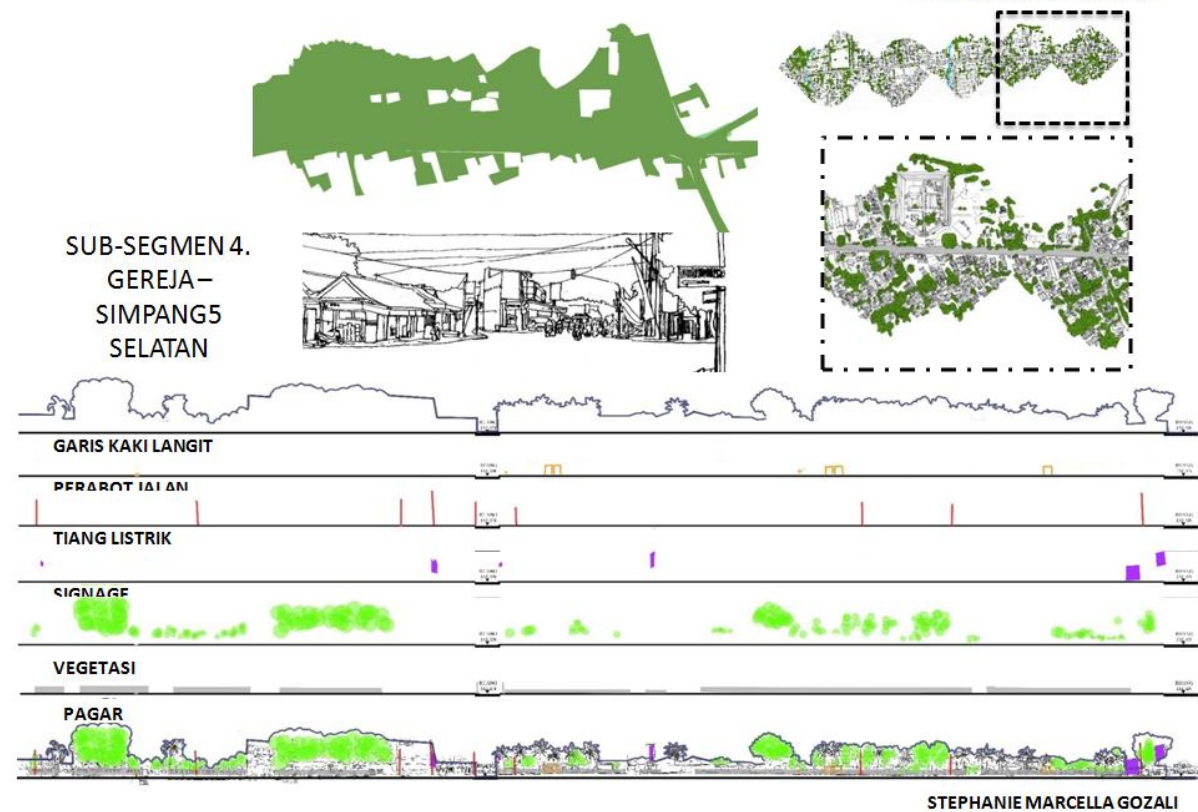 SUB-SEGMEN 4.
GEREJA –
SIMPANG5
SELATAN
GARIS KAKI LANGIT
PERABOT JALAN
TIANG LISTRIK
SIGNAGE
VEGETASI
PAGAR
STEPHANIE MARCELLA GOZALI